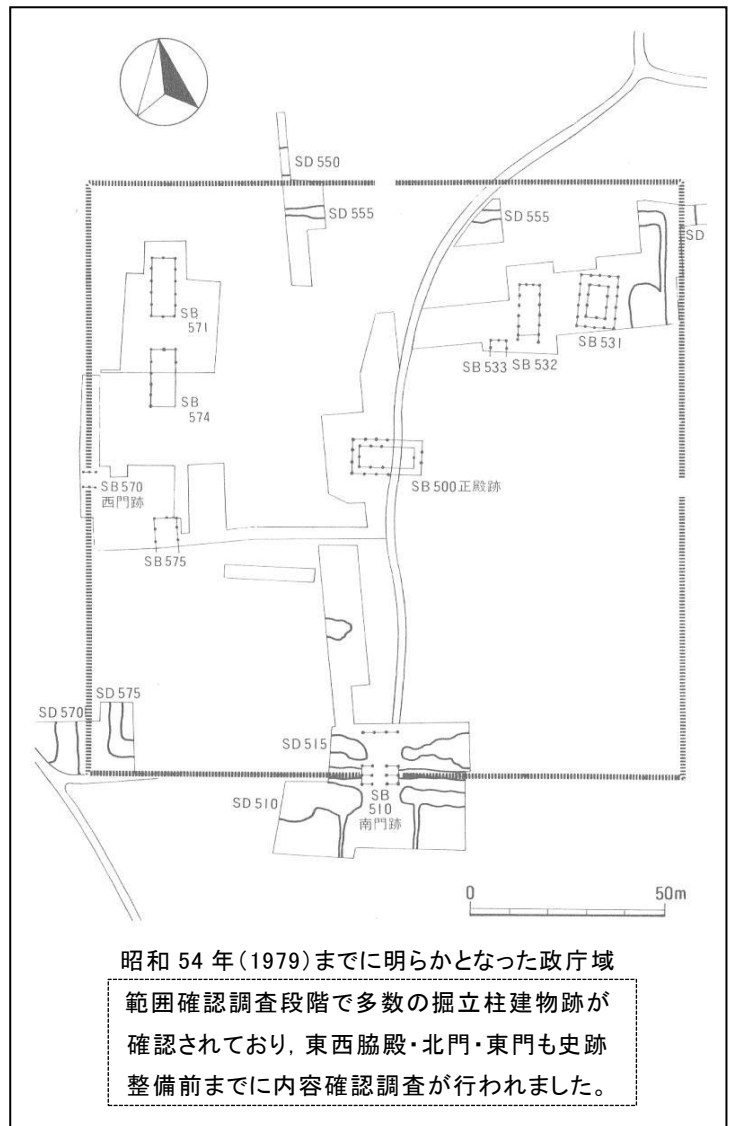 SD 550
SD 555
SD 555
SD
SB
571
SB 533 SB 532
SB 531
SB
574
SB 500正殿跡
SB 570
西門跡
SB 575
SD 575
SD 570
SD 515
SD 510
SB
510
南門跡
0 50m
昭和 54 年(1979)までに明らかとなった政庁域
範囲確認調査段階で多数の掘立柱建物跡が
確認されており,東西脇殿・北門・東門も史跡
整備前までに内容確認調査が行われました。